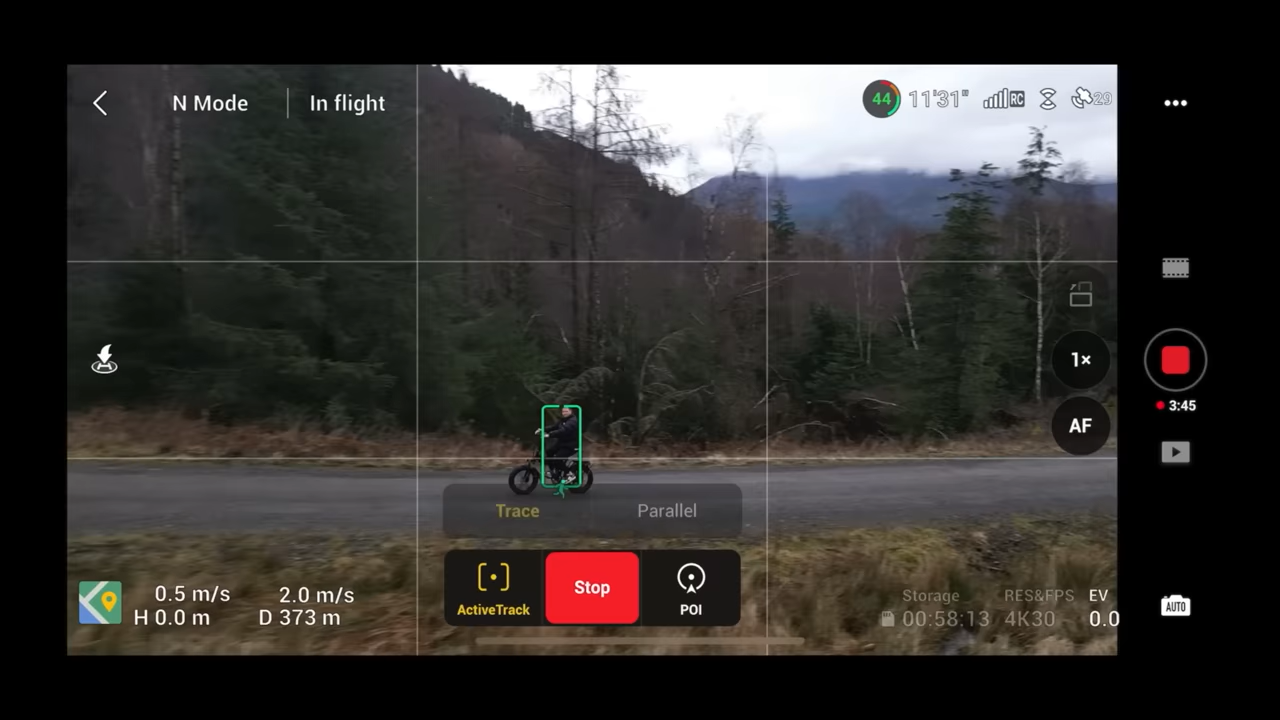 N Mode In flight 44 11'31" RC 29
1×
3:45
AF
Trace Parallel
0.5 m/s 2.0 m/s
H 0.0 m D 373 m
ActiveTrack Stop POI
Storage RES&FPS EV
00:58:13 4K30 0.0
AUTO